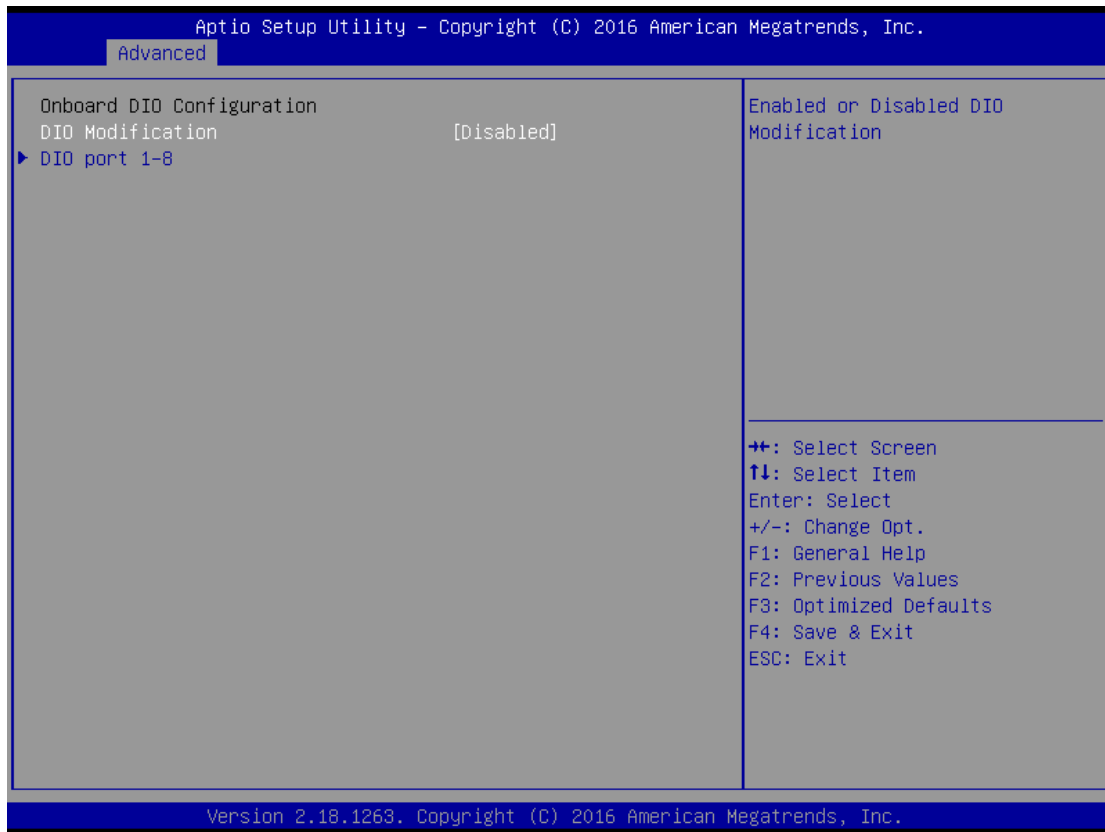 Aptio Setup Utility – Copyright (C) 2016 American Megatrends, Inc.
Advanced
Onboard DIO Configuration
DIO Modification [Disabled]
▶ DIO port 1-8
Enabled or Disabled DIO
Modification
→←: Select Screen
↑↓: Select Item
Enter: Select
+/-: Change Opt.
F1: General Help
F2: Previous Values
F3: Optimized Defaults
F4: Save & Exit
ESC: Exit
Version 2.18.1263. Copyright (C) 2016 American Megatrends, Inc.